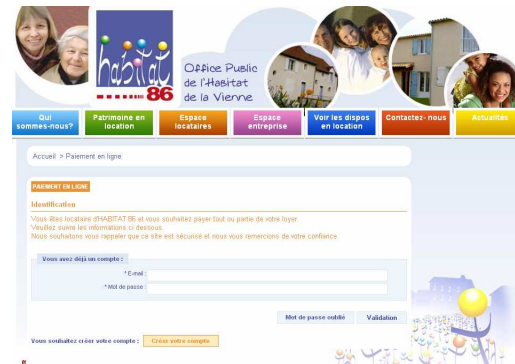 habitat
86
Office Public
de l'Habitat
de la Vienne
Qui sommes-nous?
Patrimoine en location
Espace locataires
Espace entreprise
Voir les dispos en location
Contactez- nous
Actualités
Accueil > Paiement en ligne
PAIEMENT EN LIGNE
Identification
Vous êtes locataire d'HABITAT 86 et vous souhaitez payer tout ou partie de votre loyer.
Veuillez suivre les informations ci dessous.
Nous souhaitons vous rappeler que ce site est sécurisé et nous vous remercions de votre confiance.
Vous avez déjà un compte :
* E-mail :
* Mot de passe :
Mot de passe oublié
Validation
Vous souhaitez créer votre compte :
Créer votre compte